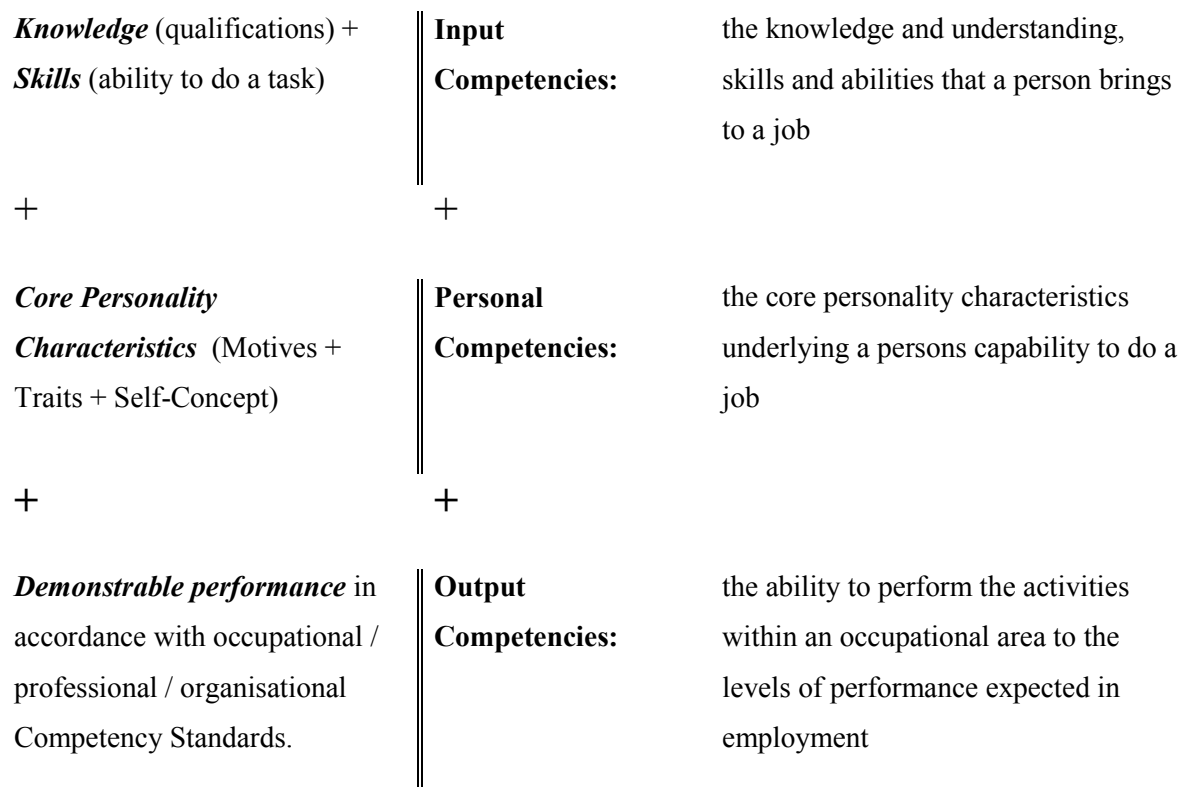 Knowledge (qualifications) +
Skills (ability to do a task)
Input
Competencies:
the knowledge and understanding,
skills and abilities that a person brings
to a job
+
+
Core Personality
Characteristics (Motives +
Traits + Self-Concept)
Personal
Competencies:
the core personality characteristics
underlying a persons capability to do a
job
+
+
Demonstrable performance in
accordance with occupational /
professional / organisational
Competency Standards.
Output
Competencies:
the ability to perform the activities
within an occupational area to the
levels of performance expected in
employment